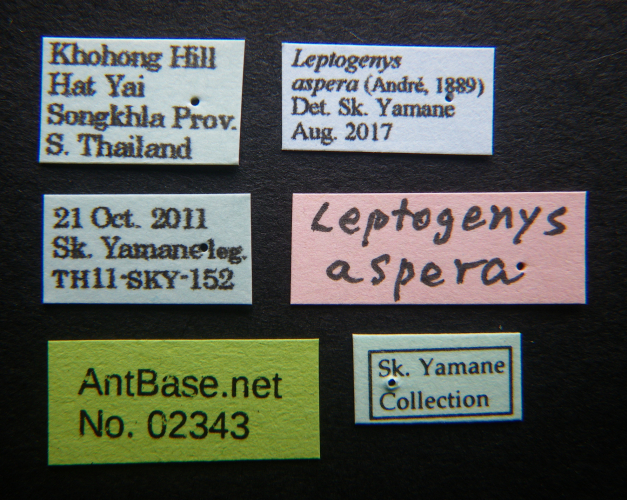 Khohong Hill
Hat Yai
Songkhla Prov.
S. Thailand
Leptogenys
aspera (André, 1889)
Det. Sk. Yamane
Aug. 2017
21 Oct. 2011
Sk. Yamane leg.
TH11-SKY-152
Leptogenys
aspera
AntBase.net
No. 02343
Sk. Yamane
Collection